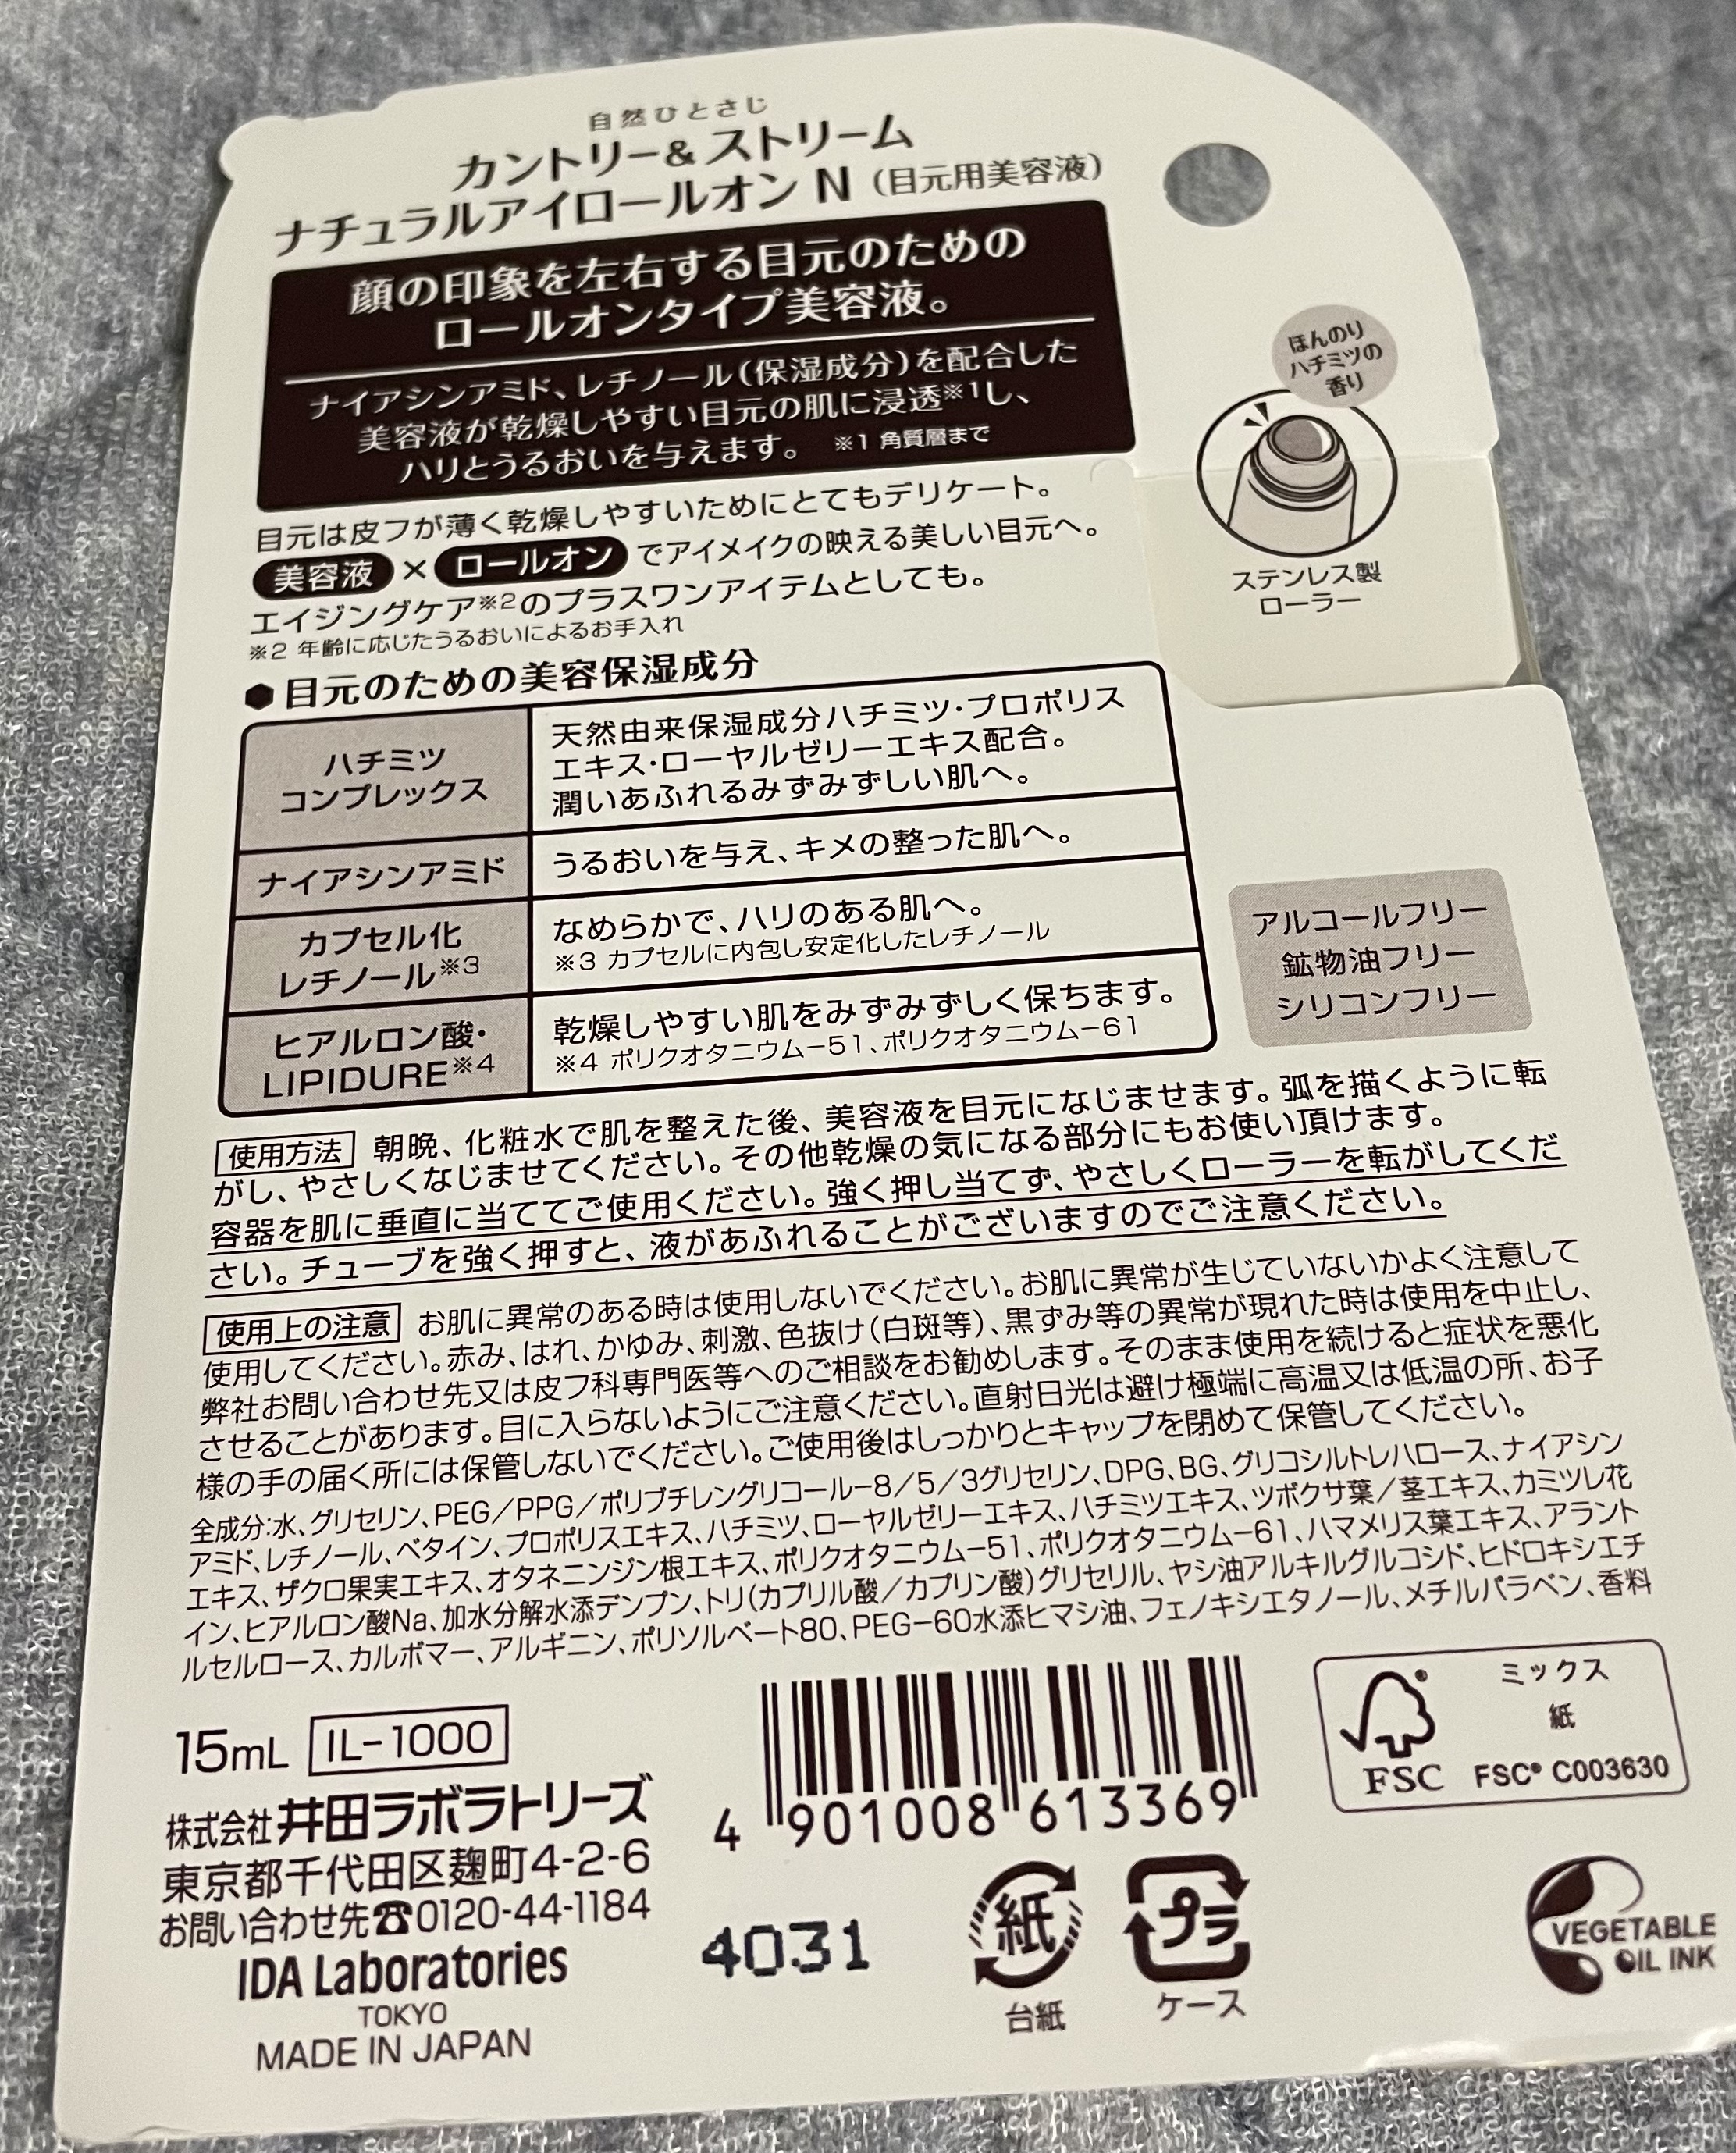 自然ひとさじ
カントリー&ストリーム
ナチュラルアイロールオン N（目元用美容液）
顔の印象を左右する目元のための
ロールオンタイプ美容液。
ナイアシンアミド、レチノール（保湿成分）を配合した
美容液が乾燥しやすい目元の肌に浸透※1し、
ハリとうるおいを与えます。 ※1 角質層まで
ほんのり
ハチミツの
香り
ステンレス製
ローラー
目元は皮フが薄く乾燥しやすいためにとてもデリケート。
美容液×ロールオンでアイメイクの映える美しい目元へ。
エイジングケア※2のプラスワンアイテムとしても。
※2 年齢に応じたうるおいによるお手入れ
●目元のための美容保湿成分
ハチミツ
コンプレックス
天然由来保湿成分ハチミツ・プロポリス
エキス・ローヤルゼリーエキス配合。
潤いあふれるみずみずしい肌へ。
ナイアシンアミド
うるおいを与え、キメの整った肌へ。
カプセル化
レチノール※3
なめらかで、ハリのある肌へ。
※3 カプセルに内包し安定化したレチノール
ヒアルロン酸・
LIPIDURE※4
乾燥しやすい肌をみずみずしく保ちます。
※4 ポリクオタニウム−51、ポリクオタニウム−61
アルコールフリー
鉱物油フリー
シリコンフリー
使用方法 朝晩、化粧水で肌を整えた後、美容液を目元になじませます。弧を描くように転
がし、やさしくなじませてください。その他乾燥の気になる部分にもお使い頂けます。
容器を肌に垂直に当ててご使用ください。強く押し当てず、やさしくローラーを転がしてくだ
さい。チューブを強く押すと、液があふれることがございますのでご注意ください。
使用上の注意 お肌に異常のある時は使用しないでください。お肌に異常が生じていないかよく注意して
使用してください。赤み、はれ、かゆみ、刺激、色抜け（白斑等）、黒ずみ等の異常が現れた時は使用を中止し、
弊社お問い合わせ先又は皮フ科専門医等へのご相談をお勧めします。そのまま使用を続けると症状を悪化
させることがあります。目に入らないようにご注意ください。直射日光は避け極端に高温又は低温の所、お子
様の手の届く所には保管しないでください。ご使用後はしっかりとキャップを閉めて保管してください。
全成分:水、グリセリン、PEG／PPG／ポリブチレングリコール−8／5／3グリセリン、DPG、BG、グリコシルトレハロース、ナイアシン
アミド、レチノール、ベタイン、プロポリスエキス、ハチミツ、ローヤルゼリーエキス、ハチミツエキス、ツボクサ葉／茎エキス、カミツレ花
エキス、ザクロ果実エキス、オタネニンジン根エキス、ポリクオタニウム−51、ポリクオタニウム−61、ハマメリス葉エキス、アラント
イン、ヒアルロン酸Na、加水分解水添デンプン、トリ(カプリル酸／カプリン酸)グリセリル、ヤシ油アルキルグルコシド、ヒドロキシエチ
ルセルロース、カルボマー、アルギニン、ポリソルベート80、PEG−60水添ヒマシ油、フェノキシエタノール、メチルパラベン、香料
15mL IL−1000
株式会社 井田ラボラトリーズ
東京都千代田区麹町4-2-6
お問い合わせ先☎0120-44-1184
IDA Laboratories
TOKYO
MADE IN JAPAN
4 901008 613369
4031
紙
台紙
プラ
ケース
FSC
ミックス
紙
FSC® C003630
VEGETABLE
OIL INK